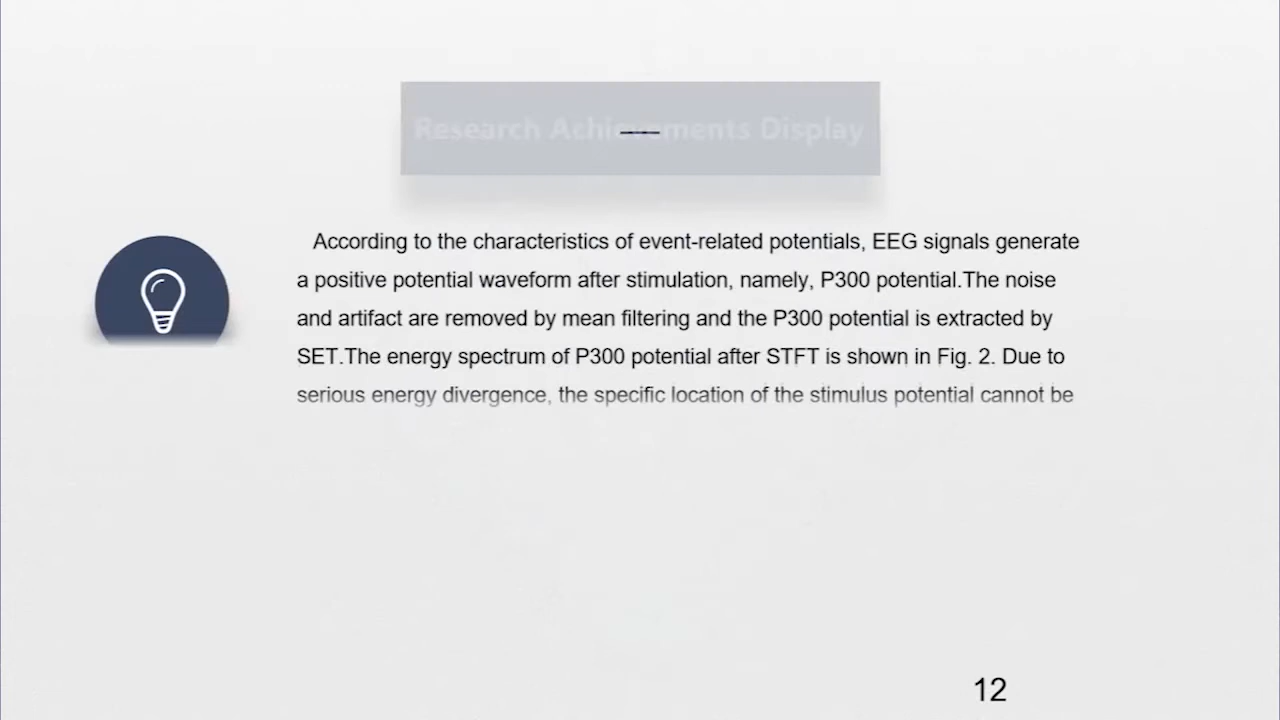 Research Achievements Display
According to the characteristics of event-related potentials, EEG signals generate
a positive potential waveform after stimulation, namely, P300 potential.The noise
and artifact are removed by mean filtering and the P300 potential is extracted by
SET.The energy spectrum of P300 potential after STFT is shown in Fig. 2. Due to
serious energy divergence, the specific location of the stimulus potential cannot be
12